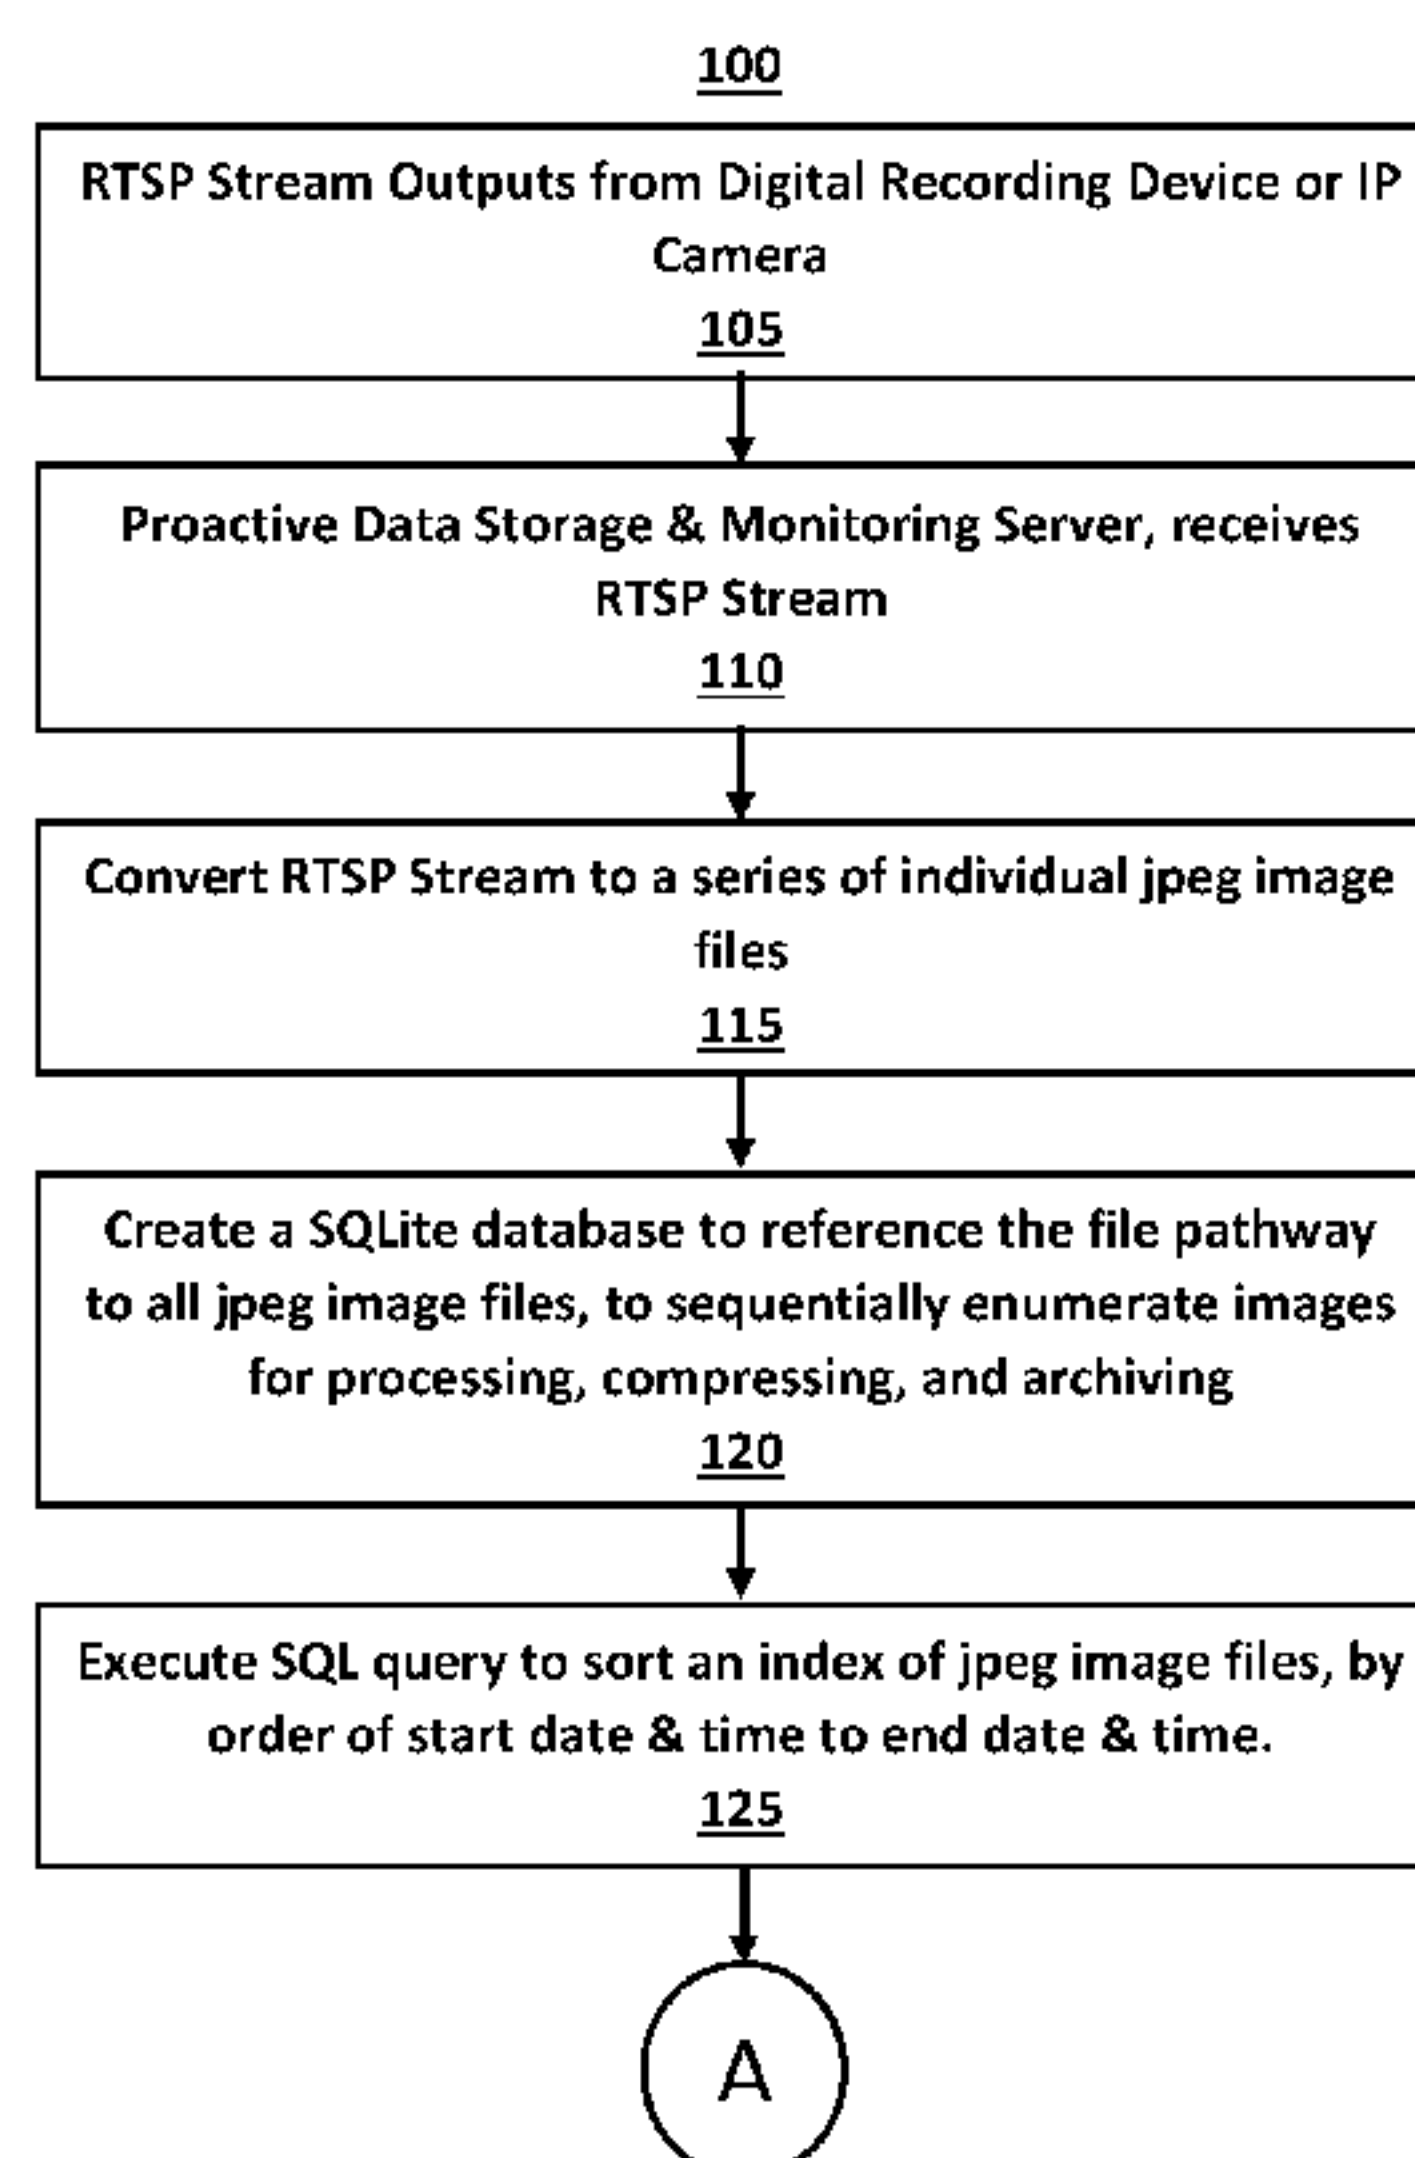 100
RTSP Stream Outputs from Digital Recording Device or IP
Camera
105
Proactive Data Storage & Monitoring Server, receives
RTSP Stream
110
Convert RTSP Stream to a series of individual jpeg image
files
115
Create a SQLite database to reference the file pathway
to all jpeg image files, to sequentially enumerate images
for processing, compressing, and archiving
120
Execute SQL query to sort an index of jpeg image files, by
order of start date & time to end date & time.
125
A